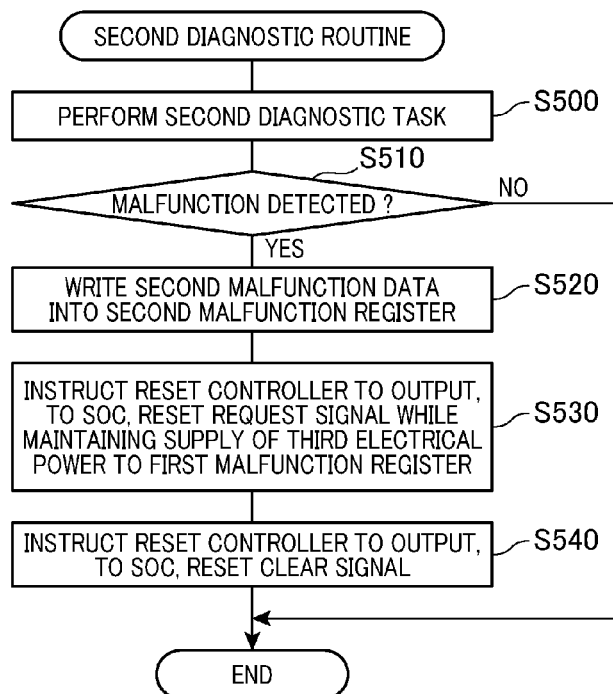 SECOND DIAGNOSTIC ROUTINE
PERFORM SECOND DIAGNOSTIC TASK
S500
S510
MALFUNCTION DETECTED ?
NO
YES
WRITE SECOND MALFUNCTION DATA
INTO SECOND MALFUNCTION REGISTER
S520
INSTRUCT RESET CONTROLLER TO OUTPUT,
TO SOC, RESET REQUEST SIGNAL WHILE
MAINTAINING SUPPLY OF THIRD ELECTRICAL
POWER TO FIRST MALFUNCTION REGISTER
S530
INSTRUCT RESET CONTROLLER TO OUTPUT,
TO SOC, RESET CLEAR SIGNAL
S540
END